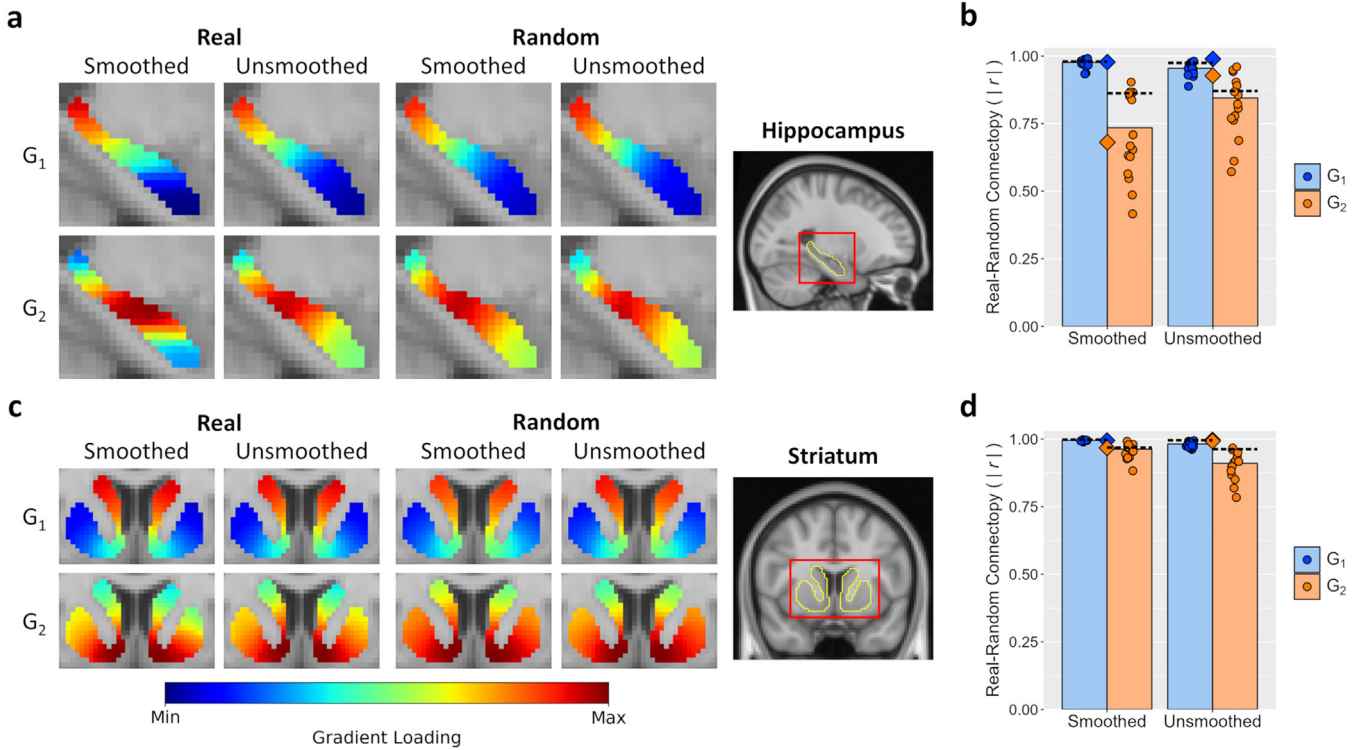 a
Real
Random
Smoothed
Unsmoothed
Smoothed
Unsmoothed
G1
G2
Hippocampus
b
Real-Random Connectopy ( | r | )
1.00
0.75
0.50
0.25
0.00
Smoothed
Unsmoothed
G1
G2
c
Real
Random
Smoothed
Unsmoothed
Smoothed
Unsmoothed
G1
G2
Min
Max
Gradient Loading
Striatum
d
Real-Random Connectopy ( | r | )
1.00
0.75
0.50
0.25
0.00
Smoothed
Unsmoothed
G1
G2